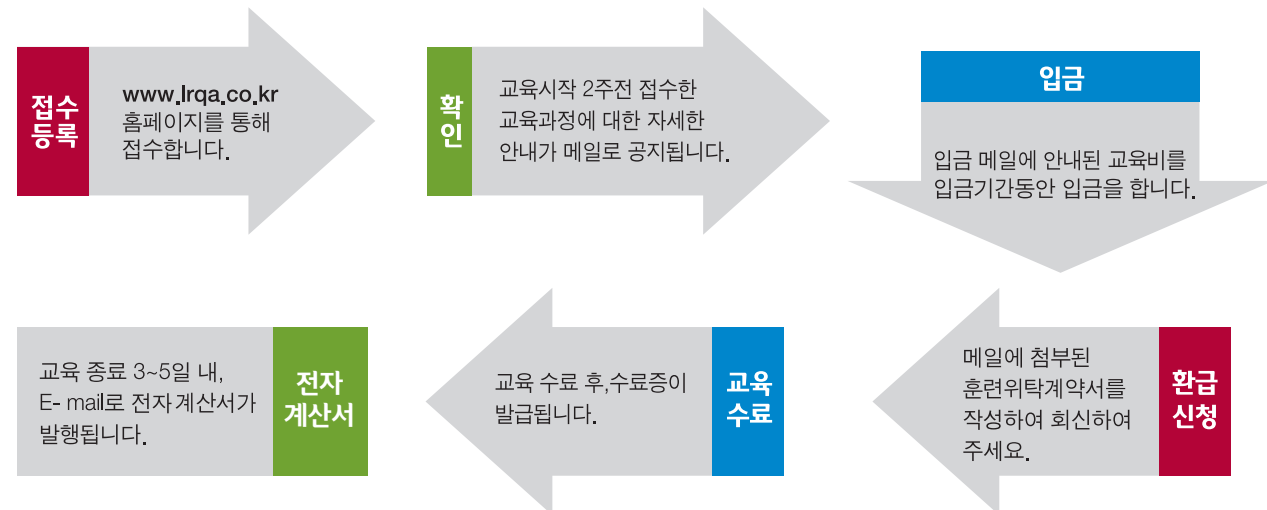 접수
등록
www.lrqa.co.kr
홈페이지를 통해
접수합니다.
확
인
교육시작 2주전 접수한
교육과정에 대한 자세한
안내가 메일로 공지됩니다.
입금
입금 메일에 안내된 교육비를
입금기간동안 입금을 합니다.
환급
신청
메일에 첨부된
훈련위탁계약서를
작성하여 회신하여
주세요.
교육
수료
교육 수료 후,수료증이
발급됩니다.
전자
계산서
교육 종료 3~5일 내,
E- mail로 전자계산서가
발행됩니다.